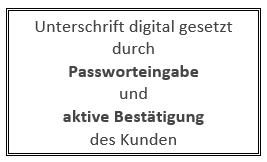 Unterschrift digital gesetzt
durch
Passworteingabe
und
aktive Bestätigung
des Kunden